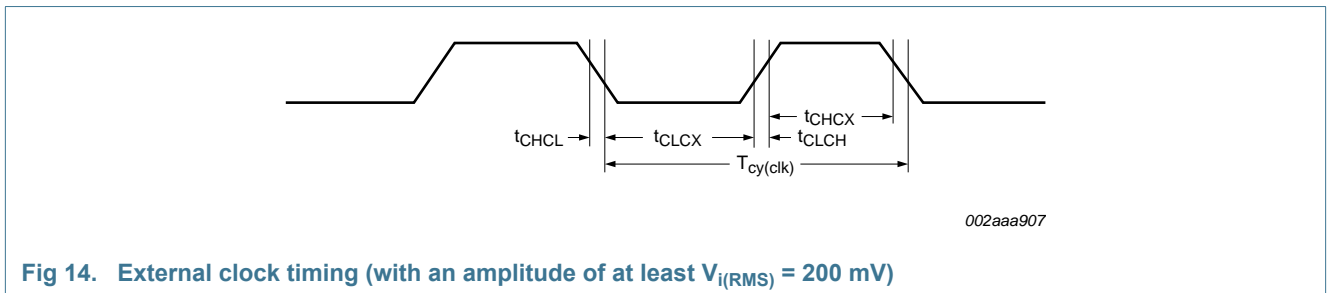 tCHCX
tCHCL tCLCX tCLCH
Tcy(clk)
002aaa907
Fig 14. External clock timing (with an amplitude of at least Vi(RMS) = 200 mV)